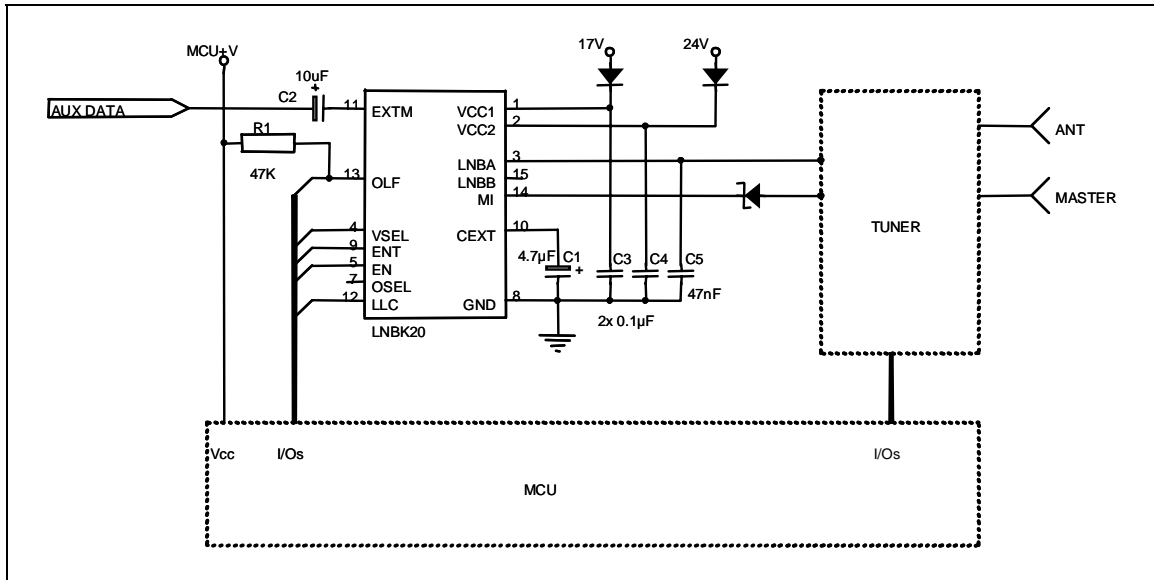 MCU+V
17V
24V
10uF
+
C2
AUX DATA
11
EXTM
1
VCC1
2
VCC2
R1
47K
3
LNBA
15
LNBB
14
MI
13
OLF
ANT
MASTER
TUNER
4
VSEL
9
ENT
5
EN
7
OSEL
12
LLC
10
CEXT
4.7µF
C1
+
C3
C4
C5
47nF
8
GND
2x 0.1µF
LNBK20
Vcc
I/Os
I/Os
MCU